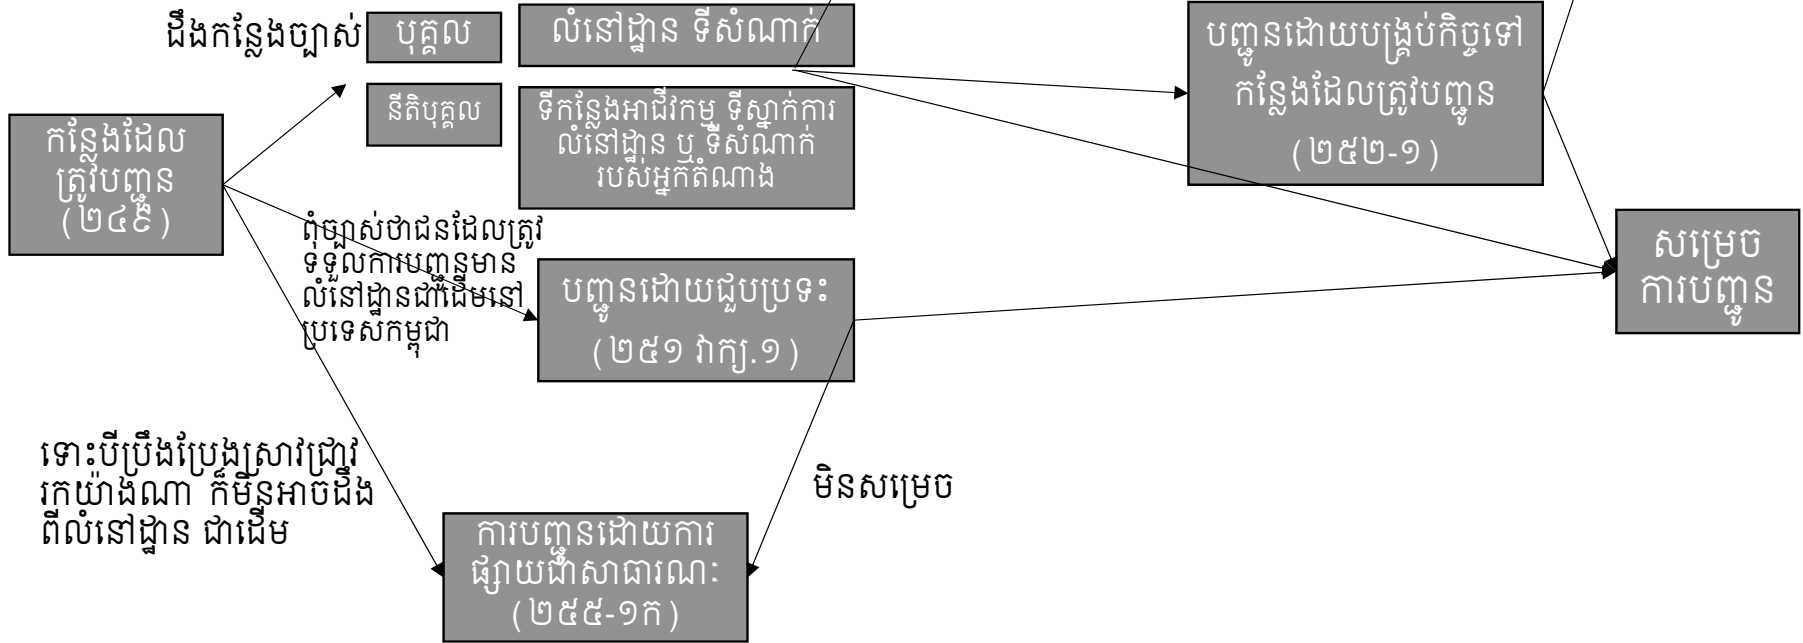 ដឹងកន្លែងច្បាស់
បុគ្គល
លំនៅដ្ឋាន ទីសំណាក់
នីតិបុគ្គល
ទីកន្លែងអាជីវកម្ម ទីស្នាក់ការ
លំនៅដ្ឋាន ឬ ទីសំណាក់
របស់អ្នកតំណាង
បញ្ជូនដោយបង្គ្រប់កិច្ចទៅ
កន្លែងដែលត្រូវបញ្ជូន
(២៥២-១)
កន្លែងដែល
ត្រូវបញ្ជូន
(២៤៩)
ពុំច្បាស់ថាជនដែលត្រូវ
ទទួលការបញ្ជូនមាន
លំនៅដ្ឋានជាដើមនៅ
ប្រទេសកម្ពុជា
បញ្ជូនដោយជួបប្រទះ
(២៥១ វាក្យ.១)
សម្រេច
ការបញ្ជូន
ទោះបីប្រឹងប្រែងស្រាវជ្រាវ
រកយ៉ាងណា ក៏មិនអាចដឹង
ពីលំនៅដ្ឋាន ជាដើម
មិនសម្រេច
ការបញ្ជូនដោយការ
ផ្សាយជាសាធារណៈ
(២៥៥-១ក)